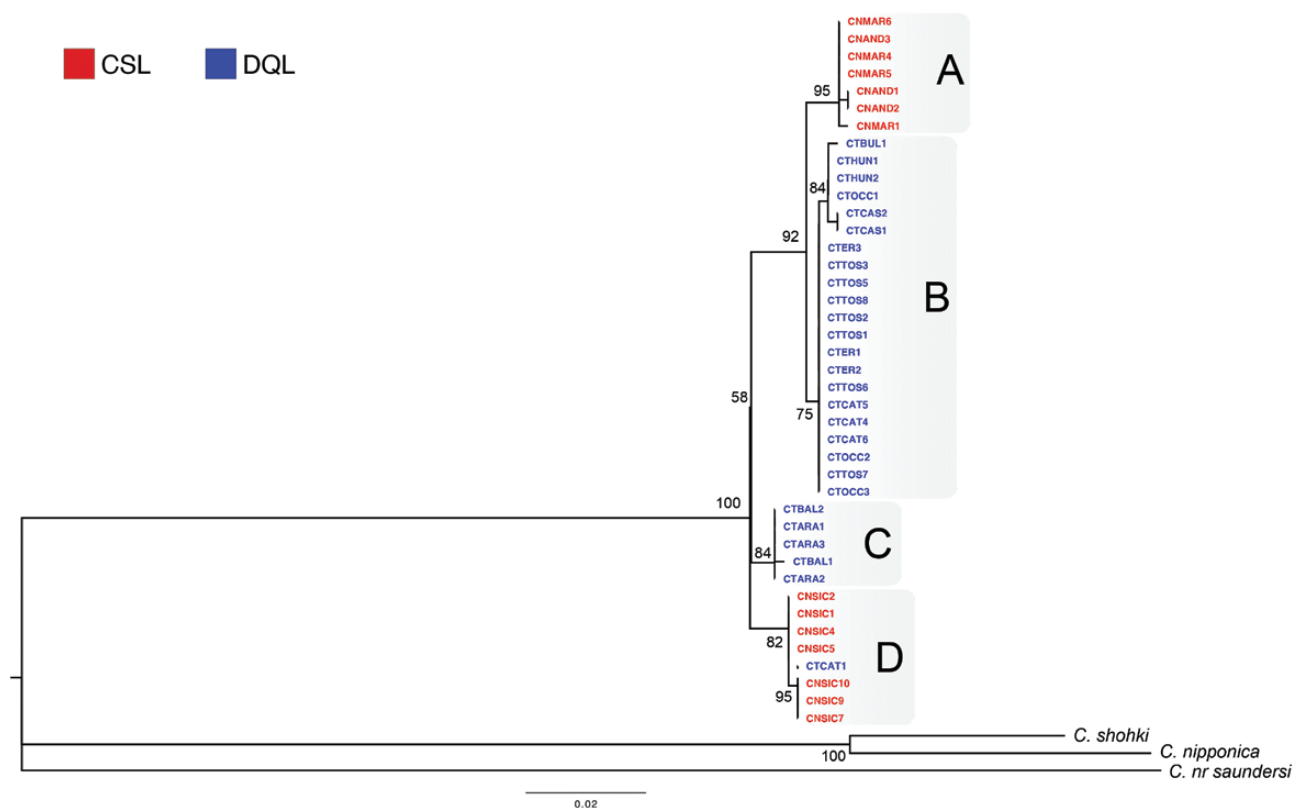 CSL DQL
CNMAR6
CNAND3
CNMAR4
CNMAR5
CNAND1
CNAND2
CNMAR1
A
95
CTBUL1
CTHUN1
CTHUN2
CTOCC1
CTCAS2
CTCAS1
84
CTER3
CTTOS3
CTTOS5
CTTOS8
CTTOS2
CTTOS1
CTER1
CTER2
CTTOS6
CTCAT5
CTCAT4
CTCAT6
CTOCC2
CTTOS7
CTOCC3
B
92
75
58
100
CTBAL2
CTARA1
CTARA3
CTBAL1
CTARA2
C
84
CNSIC2
CNSIC1
CNSIC4
CNSIC5
CTCAT1
CNSIC10
CNSIC9
CNSIC7
D
82
95
C. shohki
C. nipponica
100
C. nr saundersi
0.02